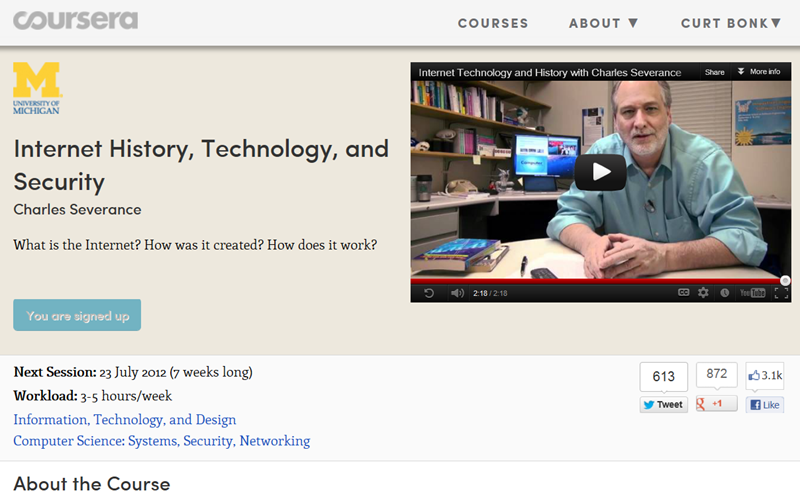 coursera
COURSES ABOUT ▼ CURT BONK▼
M
UNIVERSITY OF
MICHIGAN
Internet History, Technology, and
Security
Charles Severance
What is the Internet? How was it created? How does it work?
You are signed up
Internet Technology and History with Charles Severance Share More info
Computer
2:18 / 2:18 CC YouTube
Next Session: 23 July 2012 (7 weeks long)
Workload: 3-5 hours/week
Information, Technology, and Design
Computer Science: Systems, Security, Networking
613 872 3.1k
Tweet g +1 Like
About the Course